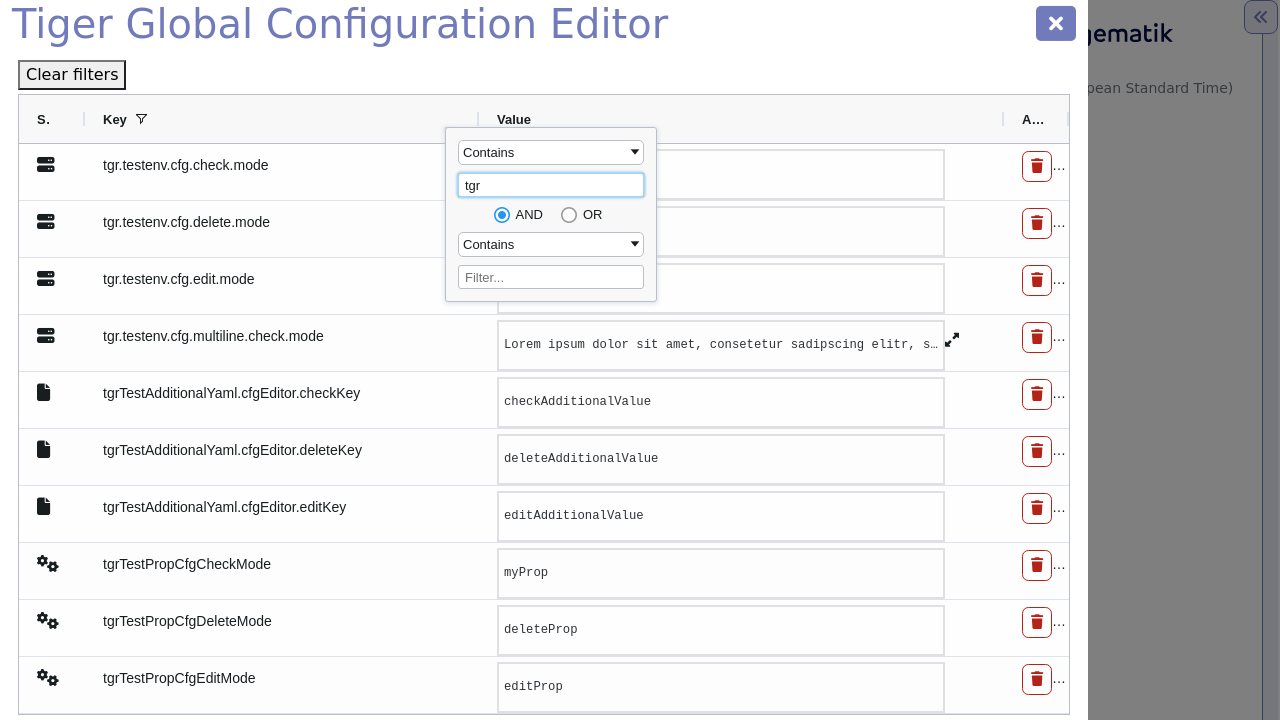 Tiger Global Configuration Editor
gematik
pean Standard Time)
Clear filters
S. Key Value A…
Contains
tgr
AND OR
Contains
Filter...
tgr.testenv.cfg.check.mode …
tgr.testenv.cfg.delete.mode …
tgr.testenv.cfg.edit.mode …
tgr.testenv.cfg.multiline.check.mode Lorem ipsum dolor sit amet, consetetur sadipscing elitr, s… …
tgrTestAdditionalYaml.cfgEditor.checkKey checkAdditionalValue …
tgrTestAdditionalYaml.cfgEditor.deleteKey deleteAdditionalValue …
tgrTestAdditionalYaml.cfgEditor.editKey editAdditionalValue …
tgrTestPropCfgCheckMode myProp …
tgrTestPropCfgDeleteMode deleteProp …
tgrTestPropCfgEditMode editProp …